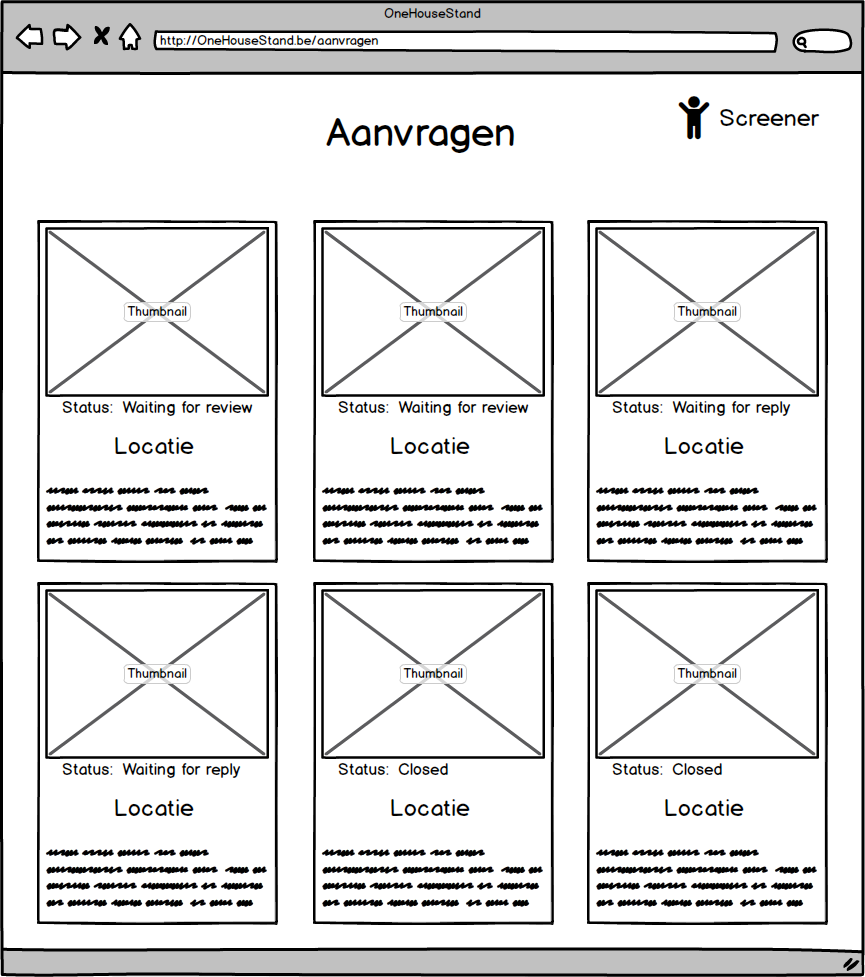 OneHouseStand
http://OneHouseStand.be/aanvragen
Aanvragen
Screener
Thumbnail
Status: Waiting for review
Locatie
Thumbnail
Status: Waiting for review
Locatie
Thumbnail
Status: Waiting for reply
Locatie
Thumbnail
Status: Waiting for reply
Locatie
Thumbnail
Status: Closed
Locatie
Thumbnail
Status: Closed
Locatie